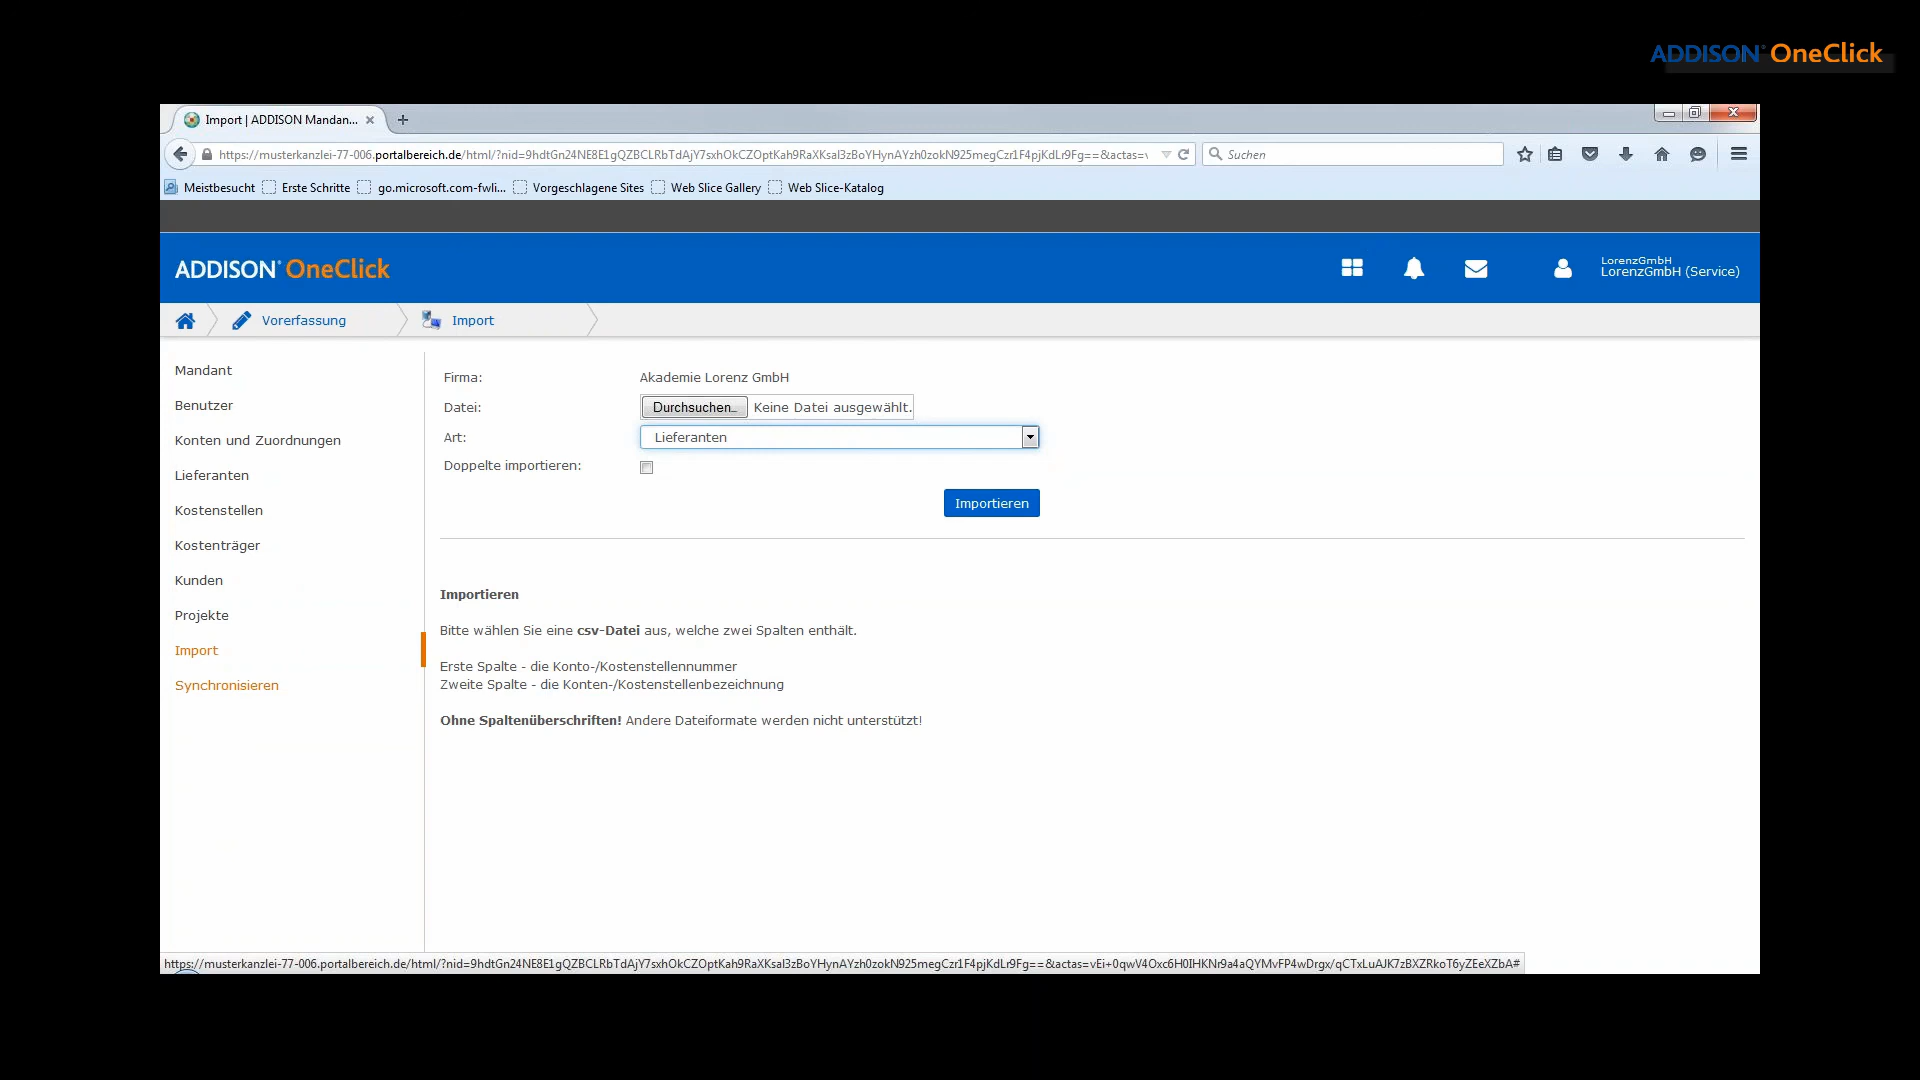 ADDISON OneClick
Import | ADDISON Mandan...
https://musterkanzlei-77-006.portalbereich.de/html/?nid=9hdtGn24NE8E1gQZBCLRbTdAjY7sxhOkCZOptKah9RaXKsal3zBoYHynAYzh0zokN925megCzr1F4pjKdLr9Fg==&actas=v
Suchen
Meistbesucht Erste Schritte go.microsoft.com-fwli... Vorgeschlagene Sites Web Slice Gallery Web Slice-Katalog
ADDISON OneClick
LorenzGmbH
LorenzGmbH (Service)
Vorerfassung Import
Mandant
Benutzer
Konten und Zuordnungen
Lieferanten
Kostenstellen
Kostenträger
Kunden
Projekte
Import
Synchronisieren
Firma: Akademie Lorenz GmbH
Datei: Durchsuchen... Keine Datei ausgewählt.
Art: Lieferanten
Doppelte importieren:
Importieren
Importieren
Bitte wählen Sie eine csv-Datei aus, welche zwei Spalten enthält.
Erste Spalte - die Konto-/Kostenstellennummer
Zweite Spalte - die Konten-/Kostenstellenbezeichnung
Ohne Spaltenüberschriften! Andere Dateiformate werden nicht unterstützt!
https://musterkanzlei-77-006.portalbereich.de/html/?nid=9hdtGn24NE8E1gQZBCLRbTdAjY7sxhOkCZOptKah9RaXKsal3zBoYHynAYzh0zokN925megCzr1F4pjKdLr9Fg==&actas=vEi+0qwV4Oxc6H0IHKNr9a4aQYMvFP4wDrgx/qCTxLuAJK7zBXZRkoT6yZEeXZbA#